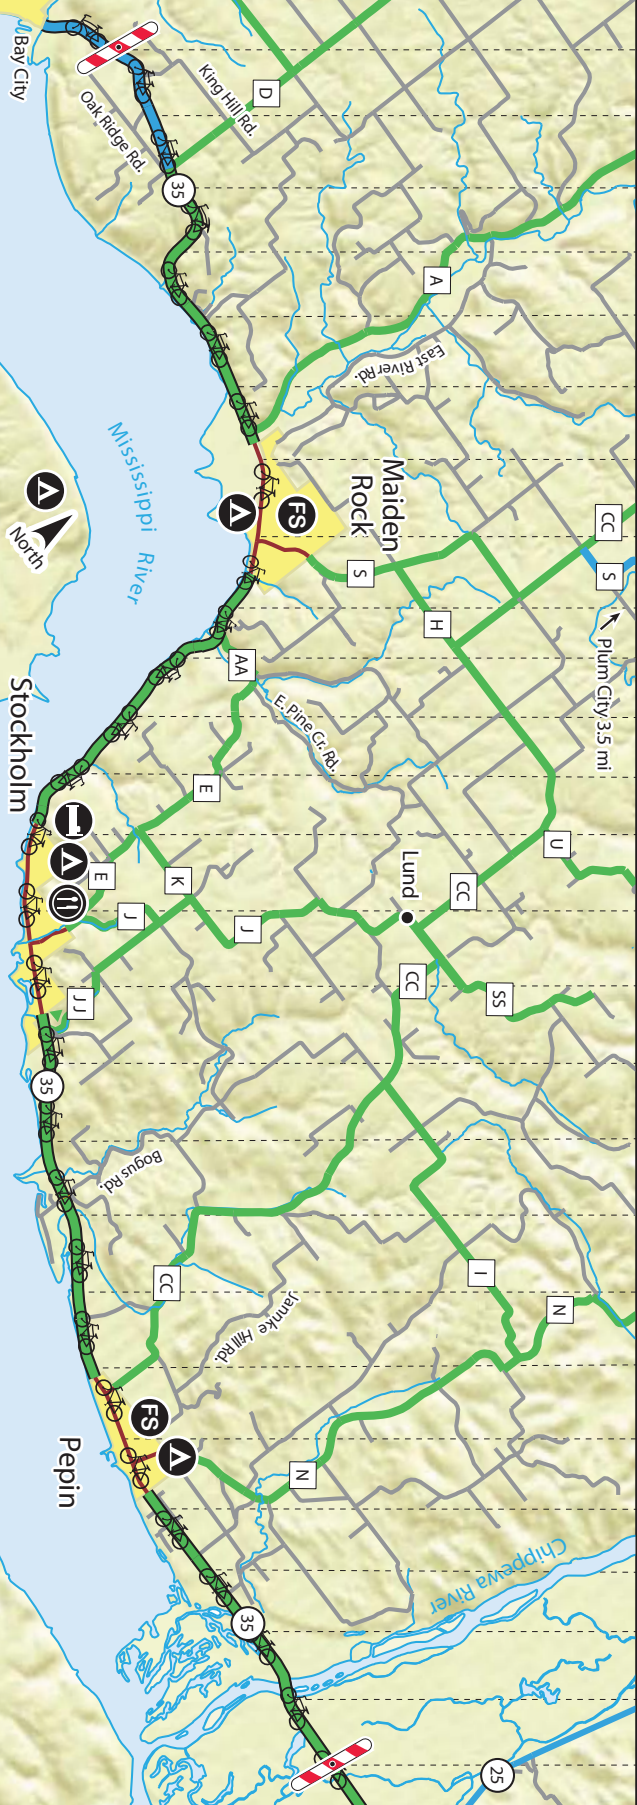 Bay City
King Hill Rd.
Oak Ridge Rd.
D
35
A
East River Rd.
Mississippi River
North
Maiden
Rock
FS
S
CC
S
Plum City 3.5 mi
H
AA
E. Pine Cr. Rd.
Stockholm
E
U
E
K
J
J
Lund
CC
CC
SS
JJ
35
Bogus Rd.
CC
Jannke Hill Rd.
I
N
FS
Pepin
N
Chippewa River
35
25